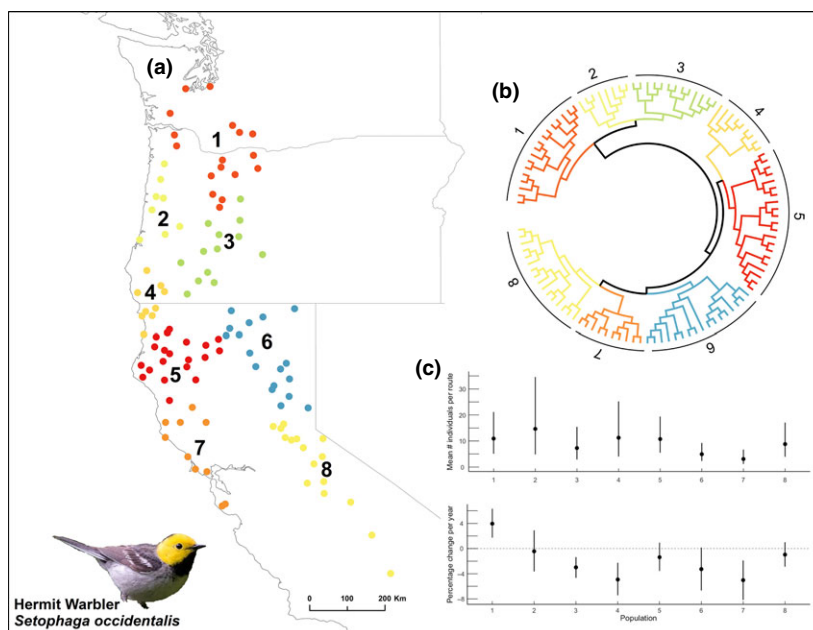 (a)
1
2
3
4
5
6
7
8
0 100 200 Km
Hermit Warbler
Setophaga occidentalis
(b)
1
2
3
4
5
6
7
8
(c)
Mean # individuals per route
30
20
10
0
1 2 3 4 5 6 7 8
Percentage change per year
4
0
-4
-8
1 2 3 4 5 6 7 8
Population